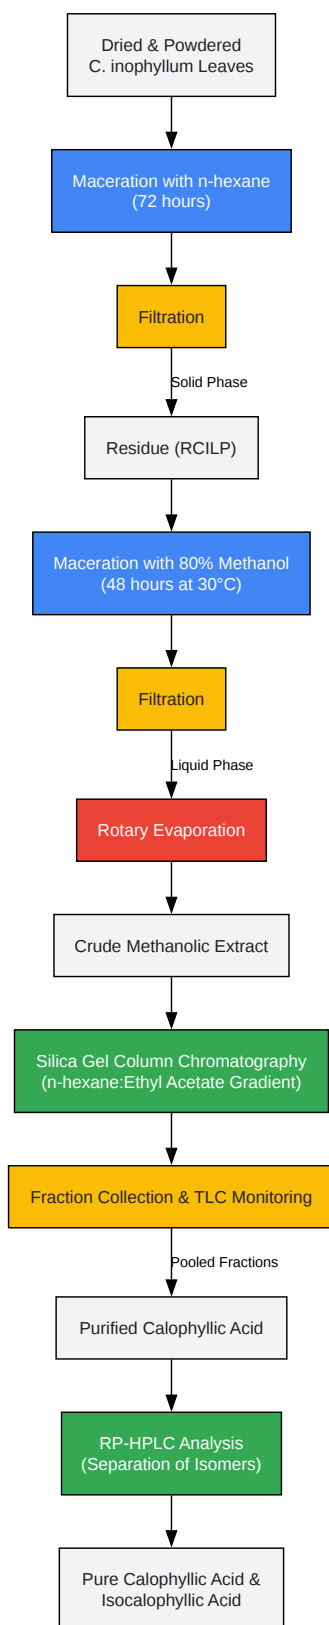 Dried & Powdered
C. inophyllum Leaves
Maceration with n-hexane
(72 hours)
Filtration
Solid Phase
Residue (RCILP)
Maceration with 80% Methanol
(48 hours at 30°C)
Filtration
Liquid Phase
Rotary Evaporation
Crude Methanolic Extract
Silica Gel Column Chromatography
(n-hexane:Ethyl Acetate Gradient)
Fraction Collection & TLC Monitoring
Pooled Fractions
Purified Calophyllic Acid
RP-HPLC Analysis
(Separation of Isomers)
Pure Calophyllic Acid &
Isocalophyllic Acid